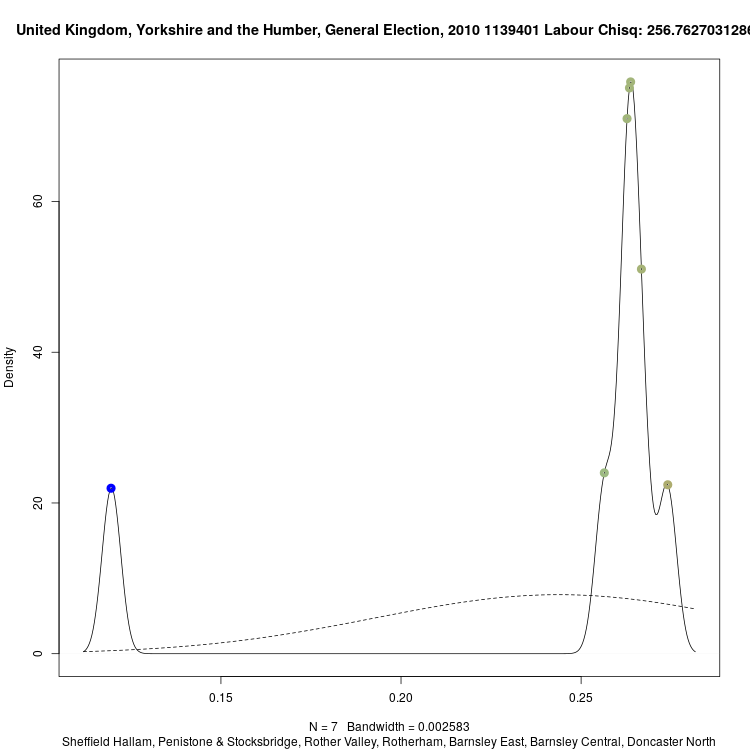 United Kingdom, Yorkshire and the Humber, General Election, 2010 1139401 Labour Chisq: 256.7627031286
Density
60
40
20
0
0.15 0.20 0.25
N = 7 Bandwidth = 0.002583
Sheffield Hallam, Penistone & Stocksbridge, Rother Valley, Rotherham, Barnsley East, Barnsley Central, Doncaster North